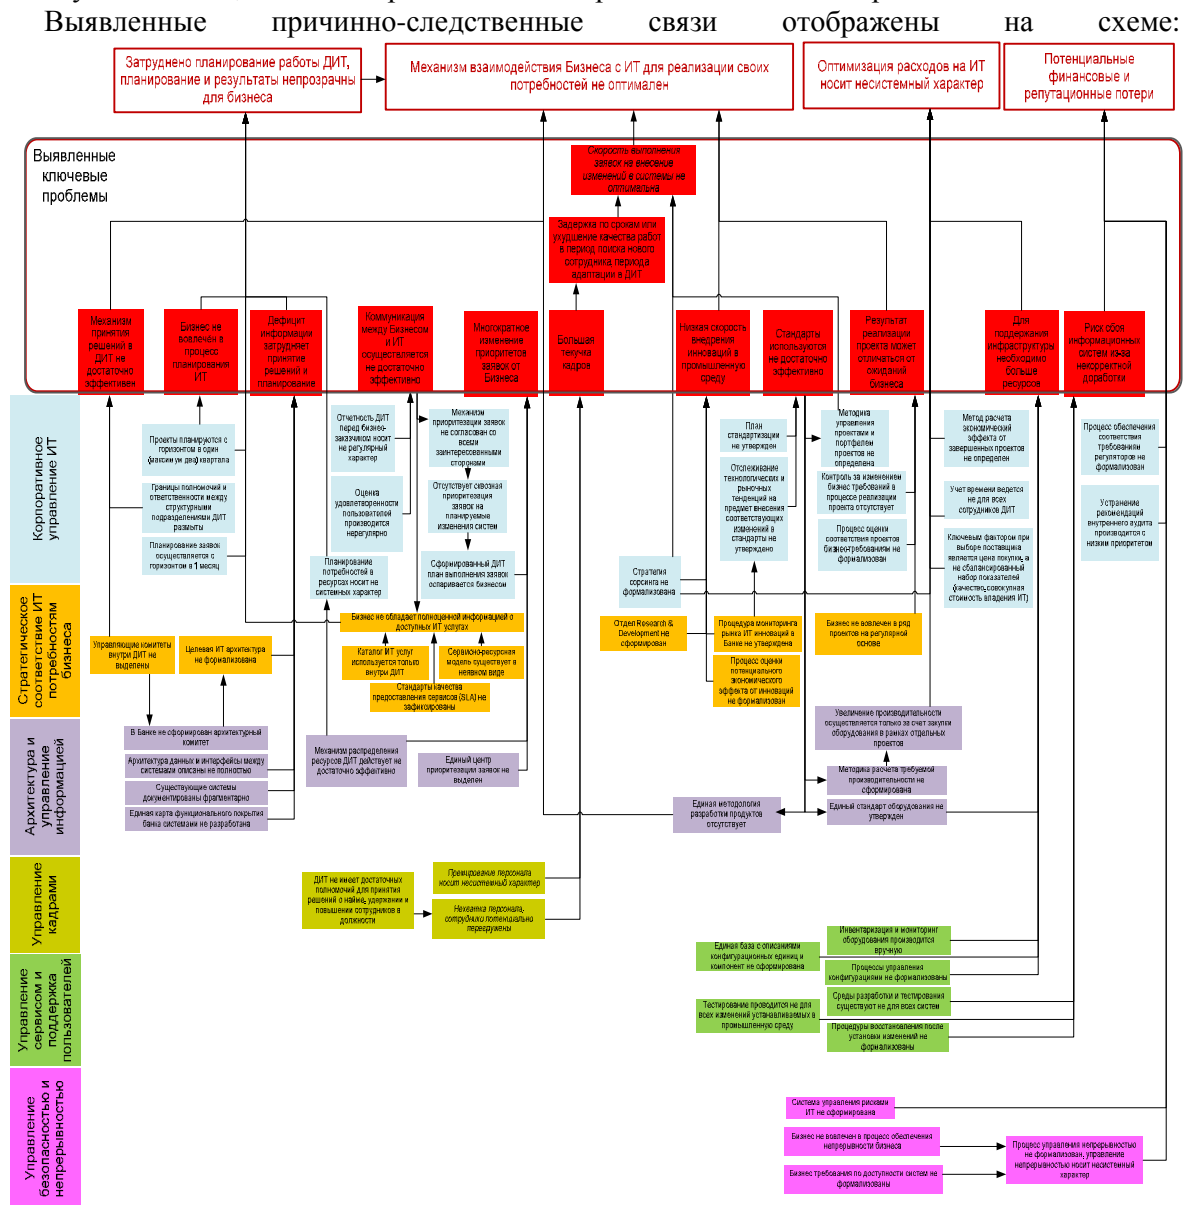 Выявленные причинно-следственные связи отображены на схеме:
Затруднено планирование работы ДИТ,
планирование и результаты непрозрачны
для бизнеса
Механизм взаимодействия Бизнеса с ИТ для реализации своих
потребностей не оптимален
Оптимизация расходов на ИТ
носит несистемный характер
Потенциальные
финансовые и
репутационные потери
Выявленные
ключевые
проблемы
Скорость выполнения
заявок на внесение
изменений в системы не
оптимальна
Задержка по срокам или
ухудшение качества работ
в период поиска нового
сотрудника, периода
адаптации в ДИТ
Механизм
принятия
решений в
ДИТ не
достаточно
эффективен
Бизнес не
вовлечен в
процесс
планирования
ИТ
Дефицит
информации
затрудняет
принятие
решений и
планирование
Коммуникация
между Бизнесом
и ИТ
осуществляется
не достаточно
эффективно
Многократное
изменение
приоритетов
заявок от
Бизнеса
Большая
текучка
кадров
Низкая скорость
внедрения
инноваций в
промышленную
среду
Стандарты
используются
не достаточно
эффективно
Результат
реализации
проекта может
отличаться от
ожиданий
бизнеса
Для
поддержания
инфраструктуры
необходимо
больше
ресурсов
Риск сбоя
информационных
систем из-за
некорректной
доработки
Корпоративное
управление ИТ
Проекты планируются с
горизонтом в один
(максимум два) квартала
Границы полномочий и
ответственности между
структурными
подразделениями ДИТ
размыты
Планирование заявок
осуществляется с
горизонтом в 1 месяц
Отчетность ДИТ
перед бизнес-
заказчиком носит
не регулярный
характер
Оценка
удовлетворенности
пользователей
производится
нерегулярно
Планирование
потребностей в
ресурсах носит не
системных характер
Механизм
приоритезации заявок
не согласован со
всеми
заинтересованными
сторонами
Отсутствует сквозная
приоритезация
заявок на
планируемые
изменения систем
Сформированный ДИТ
план выполнения заявок
оспаривается бизнесом
План
стандартизации
не утвержден
Отслеживание
технологических и
рыночных
тенденций на
предмет внесения
соответствующих
изменений в
стандарты не
утверждено
Стратегия
сорсинга не
формализована
Методика
управления
проектами и
портфелем
проектов не
определена
Контроль за изменением
бизнес требований в
процессе реализации
проекта отсутствует
Процесс оценки
соответствия проектов
бизнес-требованиям не
формализован
Метод расчета
экономический
эффекта от
завершенных проектов
не определен
Учет времени ведется
не для всех
сотрудников ДИТ
Ключевым фактором при
выборе поставщика
является цена покупки, а
не сбалансированный
набор показателей
(качество, совокупная
стоимость владения ИТ)
Процесс обеспечения
соответствия
требованиям
регуляторов не
формализован
Устранение
рекомендаций
внутреннего аудита
производится с
низким приоритетом
Стратегическое
соответствие ИТ
потребностям
бизнеса
Управляющие комитеты
внутри ДИТ не
выделены
Целевая ИТ архитектура
не формализована
Бизнес не обладает полноценной информацией о
доступных ИТ услугах
Каталог ИТ услуг
используется только
внутри ДИТ
Сервисно-ресурсная
модель существует в
неявном виде
Стандарты качества
предоставления сервисов (SLA) не
зафиксированы
Отдел Research &
Development не
сформирован
Процедура мониторинга
рынка ИТ инноваций в
Банке не утверждена
Процесс оценки
потенциального
экономического
эффекта от инноваций
не формализован
Бизнес не вовлечен в ряд
проектов на регулярной
основе
Архитектура и
управление
информацией
В Банке не сформирован архитектурный
комитет
Архитектура данных и интерфейсы между
системами описаны не полностью
Существующие системы
документированы фрагментарно
Единая карта функционального покрытия
банка системами не разработана
Механизм распределения
ресурсов ДИТ действует не
достаточно эффективно
Единый центр
приоритезации заявок не
выделен
Увеличение производительности
осуществляется только за счет закупки
оборудования в рамках отдельных
проектов
Методика расчета требуемой
производительности не
сформирована
Единая методология
разработки продуктов
отсутствует
Единый стандарт оборудования не
утвержден
Управление
кадрами
ДИТ не имеет достаточных
полномочий для принятия
решений о найме, удержании и
повышении сотрудников в
должности
Премирование персонала
носит несистемный характер
Нехватка персонала,
сотрудники потенциально
перегружены
Управление
сервисом и
поддержка
пользователей
Единая база с описаниями
конфигурационных единиц и
компонент не сформирована
Инвентаризация и мониторинг
оборудования производится
вручную
Процессы управления
конфигурациями не формализованы
Тестирование проводится не для
всех изменений устанавливаемых в
промышленную среду
Среды разработки и тестирования
существуют не для всех систем
Процедуры восстановления после
установки изменений не
формализованы
Управление
безопасностью и
непрерывностью
Система управления рисками
ИТ не сформирована
Бизнес не вовлечен в процесс обеспечения
непрерывности бизнеса
Бизнес требования по доступности систем не
формализованы
Процесс управления непрерывностью
не формализован, управление
непрерывностью носит несистемный
характер